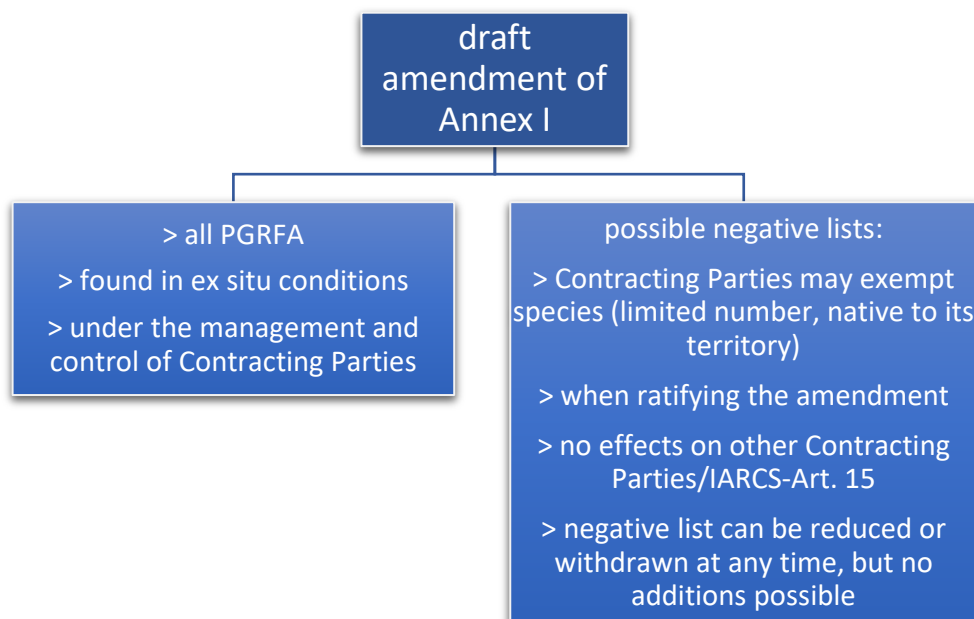 draft
amendment of
Annex I
> all PGRFA
> found in ex situ conditions
> under the management and
control of Contracting Parties
possible negative lists:
> Contracting Parties may exempt
species (limited number, native to its
territory)
> when ratifying the amendment
> no effects on other Contracting
Parties/IARCS-Art. 15
> negative list can be reduced or
withdrawn at any time, but no
additions possible